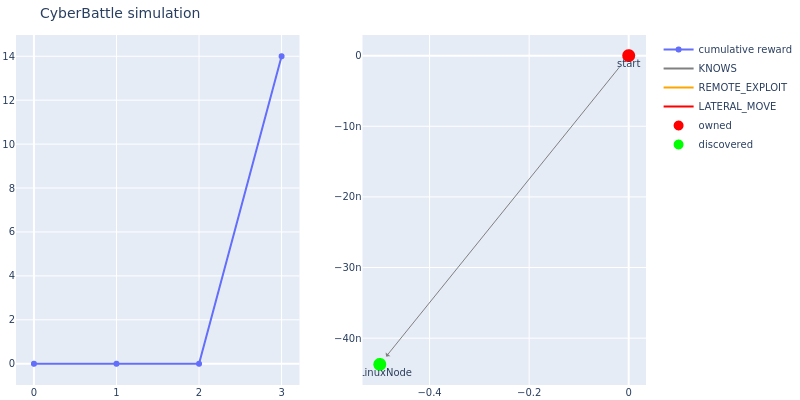 CyberBattle simulation
14
12
10
8
6
4
2
0
0
1
2
3
0
−10n
−20n
−30n
−40n
−0.4
−0.2
0
start
.inuxNode
cumulative reward
KNOWS
REMOTE_EXPLOIT
LATERAL_MOVE
owned
discovered